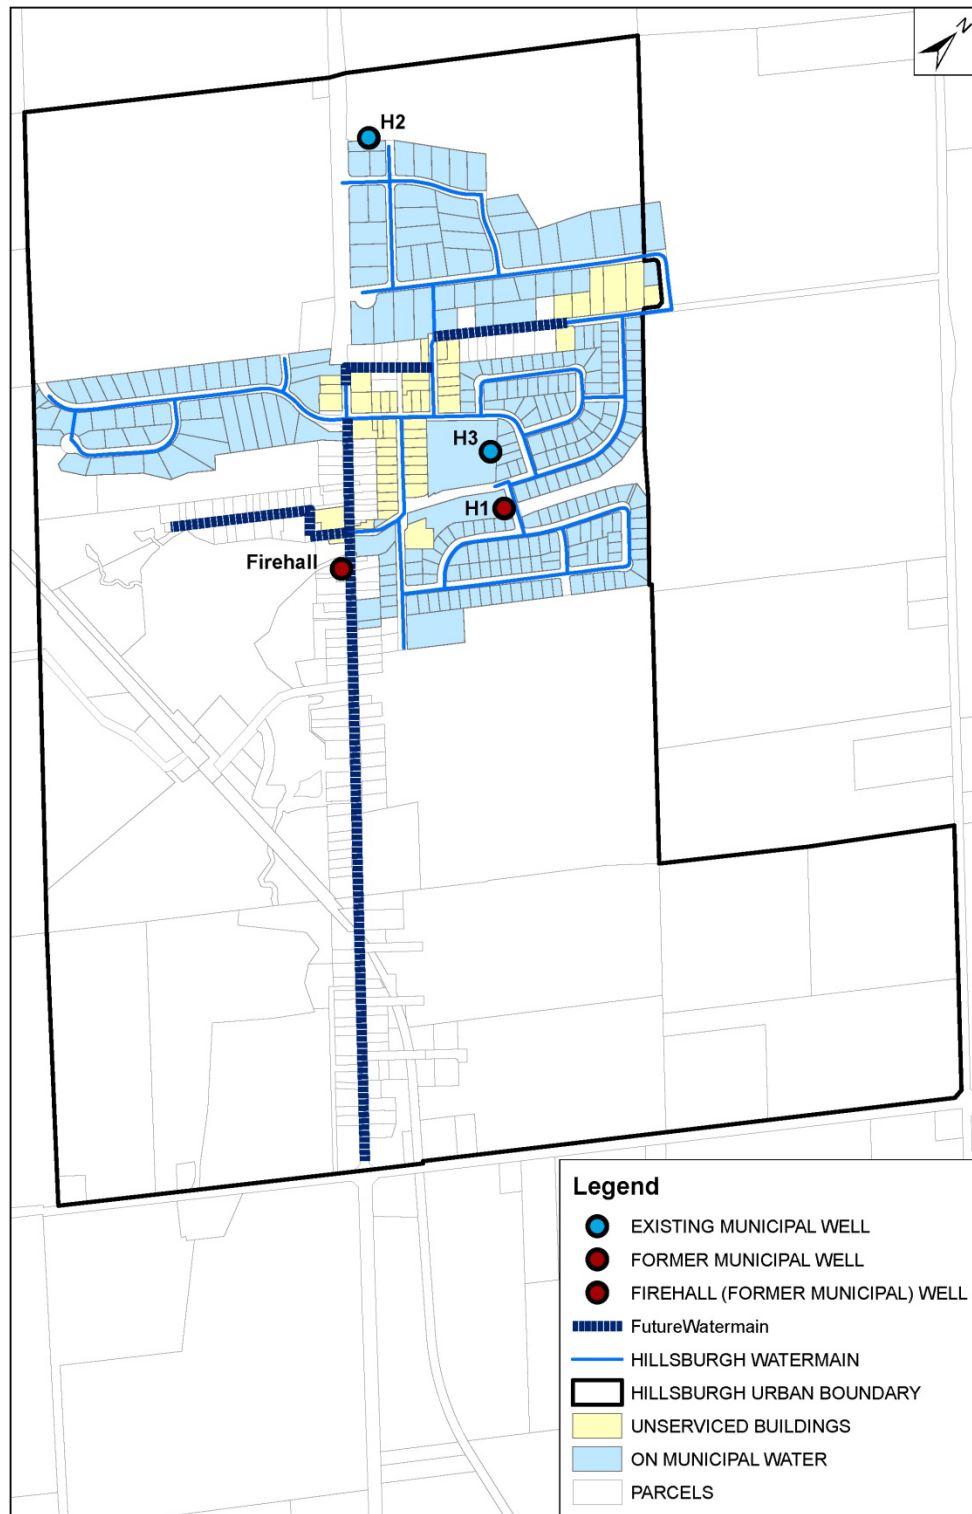 N
H2
H3
H1
Firehall
Legend
EXISTING MUNICIPAL WELL
FORMER MUNICIPAL WELL
FIREHALL (FORMER MUNICIPAL) WELL
FutureWatermain
HILLSBURGH WATERMAIN
HILLSBURGH URBAN BOUNDARY
UNSERVICED BUILDINGS
ON MUNICIPAL WATER
PARCELS